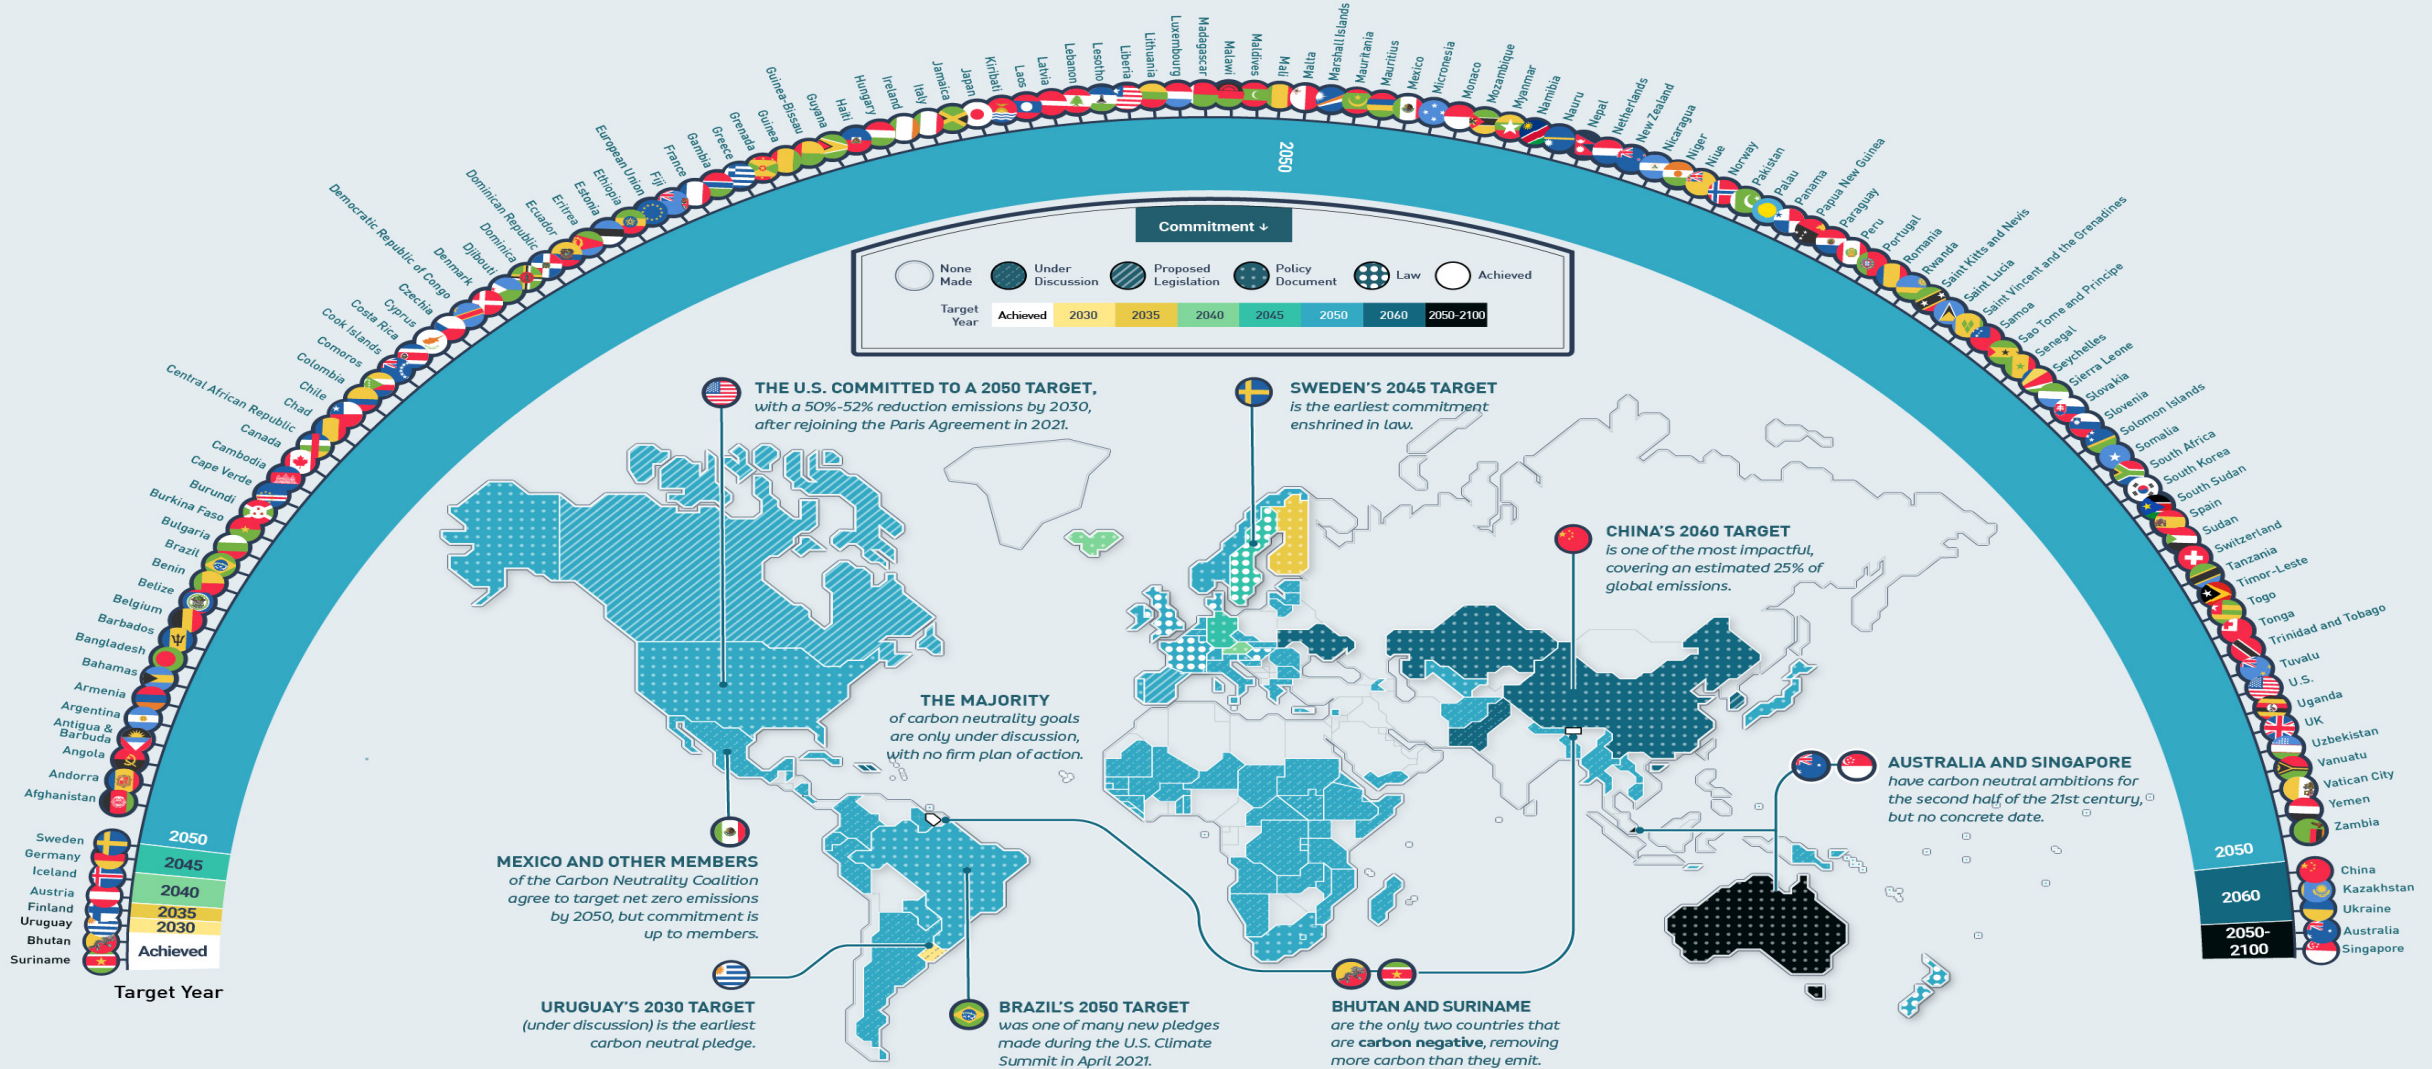 Afghanistan
Andorra
Angola
Antigua &
Barbuda
Argentina
Armenia
Bahamas
Bangladesh
Barbados
Belgium
Belize
Benin
Brazil
Bulgaria
Burkina Faso
Burundi
Cape Verde
Cambodia
Canada
Central African Republic
Chad
Chile
Colombia
Comoros
Cook Islands
Costa Rica
Cyprus
Czechia
Democratic Republic of Congo
Denmark
Djibouti
Dominica
Dominican Republic
Ecuador
Eritrea
Estonia
Ethiopia
European Union
Fiji
France
Gambia
Greece
Grenada
Guinea
Guinea-Bissau
Guyana
Haiti
Hungary
Ireland
Italy
Jamaica
Japan
Kiribati
Laos
Latvia
Lebanon
Lesotho
Liberia
Lithuania
Luxembourg
Madagascar
Malawi
Maldives
Mali
Malta
Marshall Islands
Mauritania
Mauritius
Mexico
Micronesia
Monaco
Mozambique
Myanmar
Namibia
Nauru
Nepal
Netherlands
New Zealand
Nicaragua
Niger
Niue
Norway
Pakistan
Palau
Panama
Papua New Guinea
Paraguay
Peru
Portugal
Romania
Rwanda
Saint Kitts and Nevis
Saint Lucia
Saint Vincent and the Grenadines
Samoa
Sao Tome and Principe
Senegal
Seychelles
Sierra Leone
Slovakia
Slovenia
Solomon Islands
Somalia
South Africa
South Korea
South Sudan
Spain
Sudan
Switzerland
Tanzania
Timor-Leste
Togo
Tonga
Trinidad and Tobago
Tuvalu
U.S.
Uganda
UK
Uzbekistan
Vanuatu
Vatican City
Yemen
Zambia
2050
Commitment ↓
None
Made
Under
Discussion
Proposed
Legislation
Policy
Document
Law
Achieved
Target
Year
Achieved 2030 2035 2040 2045 2050 2060 2050-2100
THE U.S. COMMITTED TO A 2050 TARGET,
with a 50%-52% reduction emissions by 2030,
after rejoining the Paris Agreement in 2021.
SWEDEN'S 2045 TARGET
is the earliest commitment
enshrined in law.
CHINA'S 2060 TARGET
is one of the most impactful,
covering an estimated 25% of
global emissions.
THE MAJORITY
of carbon neutrality goals
are only under discussion,
with no firm plan of action.
AUSTRALIA AND SINGAPORE
have carbon neutral ambitions for
the second half of the 21st century,
but no concrete date.
MEXICO AND OTHER MEMBERS
of the Carbon Neutrality Coalition
agree to target net zero emissions
by 2050, but commitment is
up to members.
URUGUAY'S 2030 TARGET
(under discussion) is the earliest
carbon neutral pledge.
BRAZIL'S 2050 TARGET
was one of many new pledges
made during the U.S. Climate
Summit in April 2021.
BHUTAN AND SURINAME
are the only two countries that
are carbon negative, removing
more carbon than they emit.
Sweden
Germany
Iceland
Austria
Finland
Uruguay
Bhutan
Suriname
2050
2045
2040
2035
2030
Achieved
Target Year
2050
2060
2050-
2100
China
Kazakhstan
Ukraine
Australia
Singapore